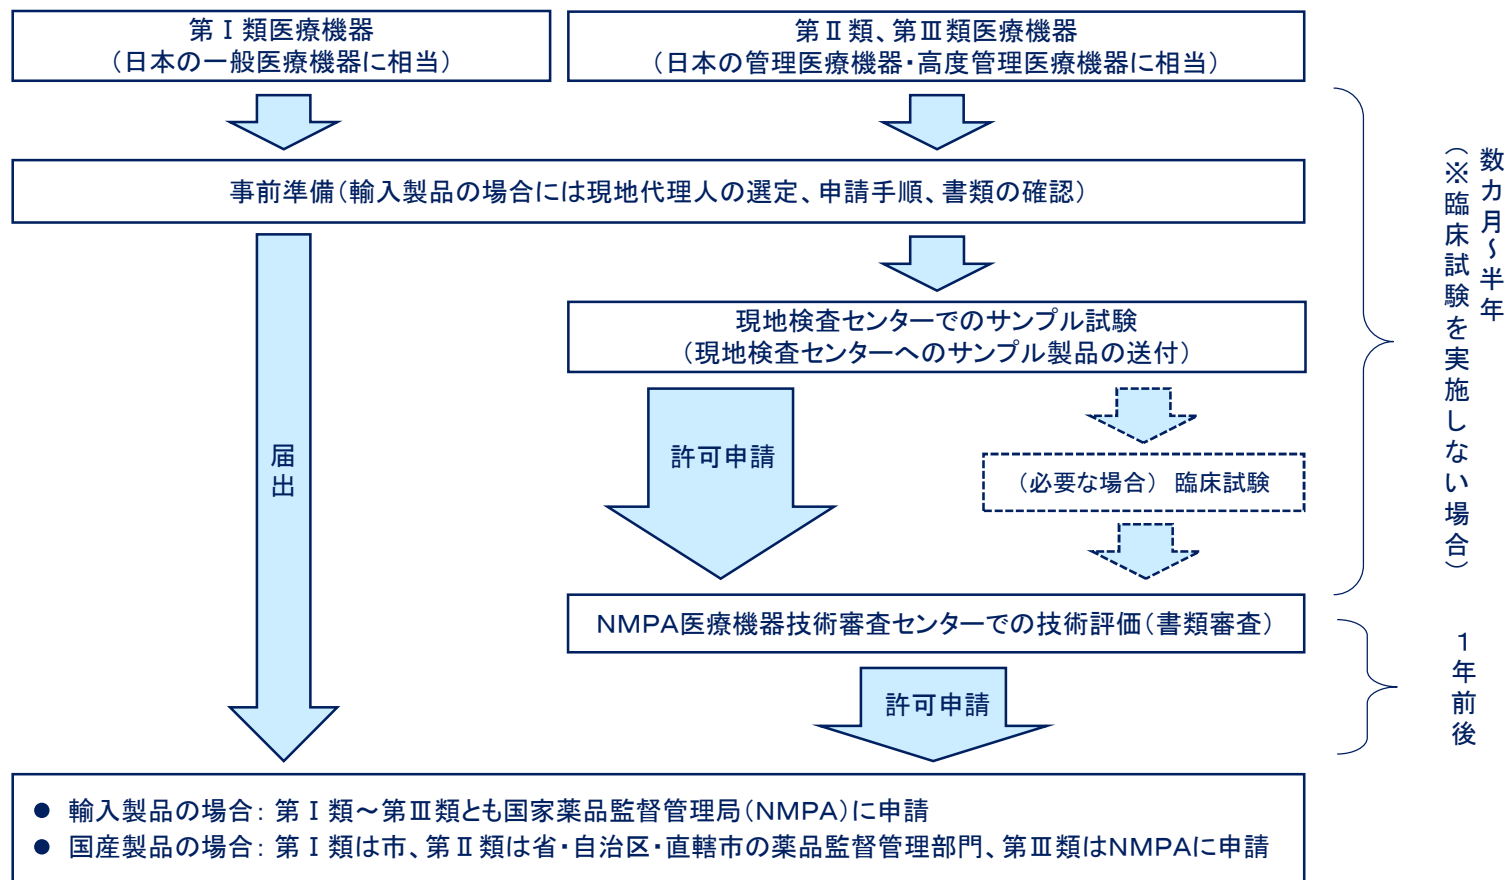 第Ⅰ類医療機器
（日本の一般医療機器に相当）
第Ⅱ類、第Ⅲ類医療機器
（日本の管理医療機器・高度管理医療機器に相当）
事前準備（輸入製品の場合には現地代理人の選定、申請手順、書類の確認）
現地検査センターでのサンプル試験
（現地検査センターへのサンプル製品の送付）
届出
許可申請
（必要な場合） 臨床試験
数カ月～半年
（※臨床試験を実施しない場合）
NMPA医療機器技術審査センターでの技術評価（書類審査）
許可申請
１年前後
● 輸入製品の場合： 第Ⅰ類～第Ⅲ類とも国家薬品監督管理局（NMPA）に申請
● 国産製品の場合： 第Ⅰ類は市、第Ⅱ類は省・自治区・直轄市の薬品監督管理部門、第Ⅲ類はNMPAに申請